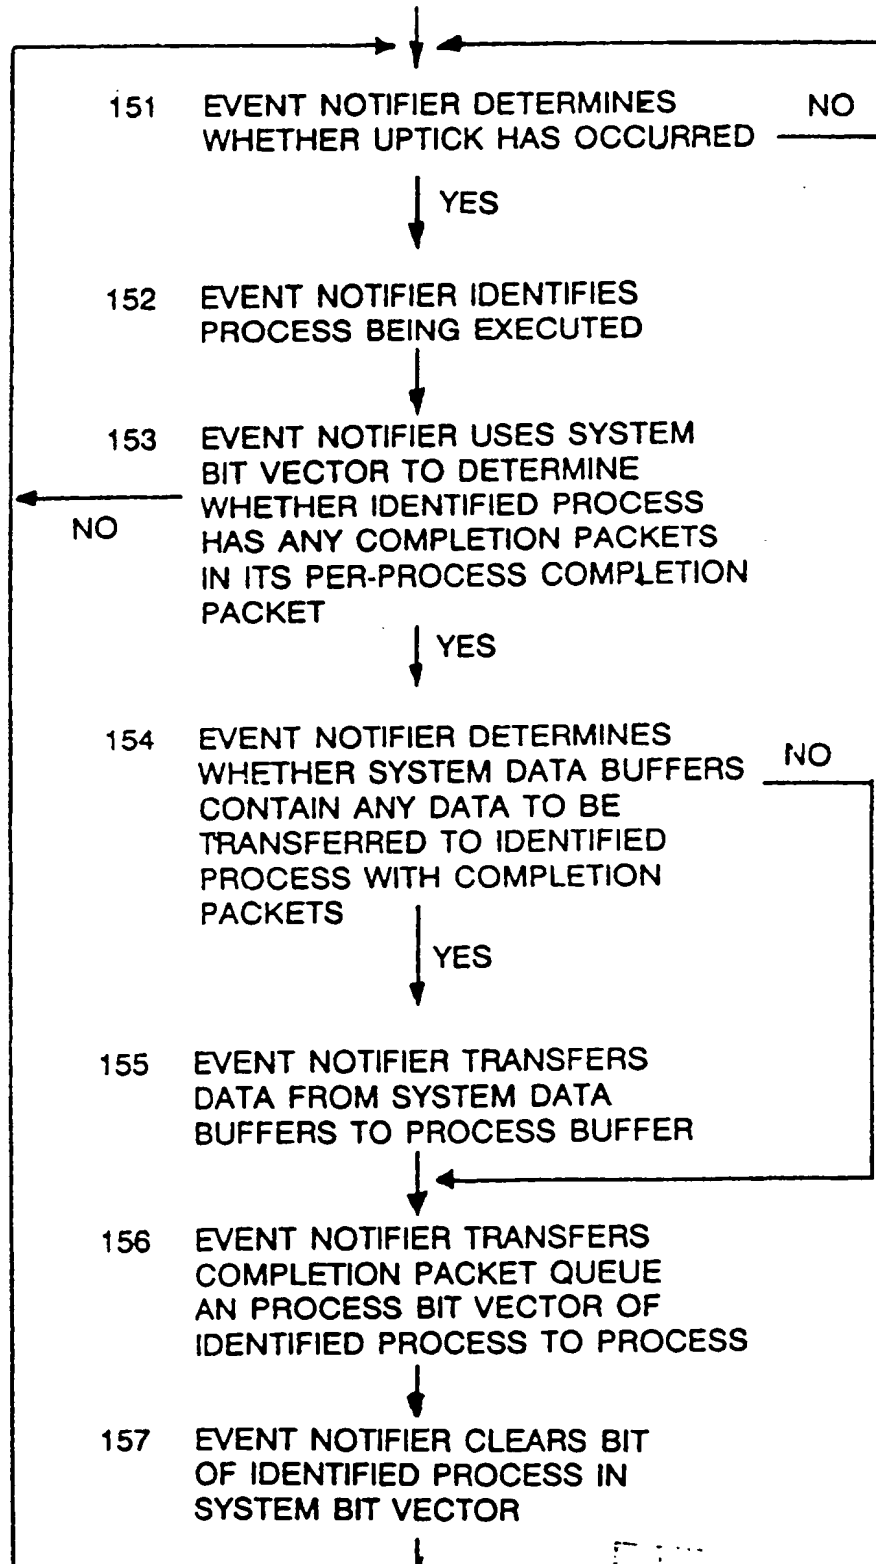 151 EVENT NOTIFIER DETERMINES NO
WHETHER UPTICK HAS OCCURRED
YES
152 EVENT NOTIFIER IDENTIFIES
PROCESS BEING EXECUTED
153 EVENT NOTIFIER USES SYSTEM
BIT VECTOR TO DETERMINE
WHETHER IDENTIFIED PROCESS
NO
HAS ANY COMPLETION PACKETS
IN ITS PER-PROCESS COMPLETION
PACKET
YES
154 EVENT NOTIFIER DETERMINES
WHETHER SYSTEM DATA BUFFERS NO
CONTAIN ANY DATA TO BE
TRANSFERRED TO IDENTIFIED
PROCESS WITH COMPLETION
PACKETS
YES
155 EVENT NOTIFIER TRANSFERS
DATA FROM SYSTEM DATA
BUFFERS TO PROCESS BUFFER
156 EVENT NOTIFIER TRANSFERS
COMPLETION PACKET QUEUE
AN PROCESS BIT VECTOR OF
IDENTIFIED PROCESS TO PROCESS
157 EVENT NOTIFIER CLEARS BIT
OF IDENTIFIED PROCESS IN
SYSTEM BIT VECTOR